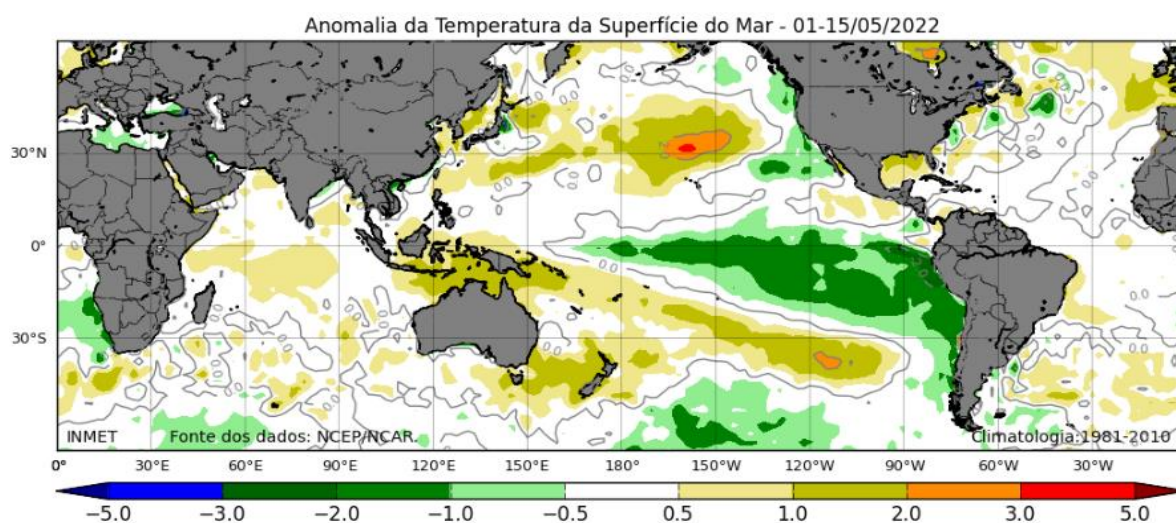 Anomalia da Temperatura da Superfície do Mar - 01-15/05/2022
30°N
0°
30°S
INMET Fonte dos dados: NCEP/NCAR. Climatologia:1981-2010
0° 30°E 60°E 90°E 120°E 150°E 180° 150°W 120°W 90°W 60°W 30°W
−5.0 −3.0 −2.0 −1.0 −0.5 0.5 1.0 2.0 3.0 5.0